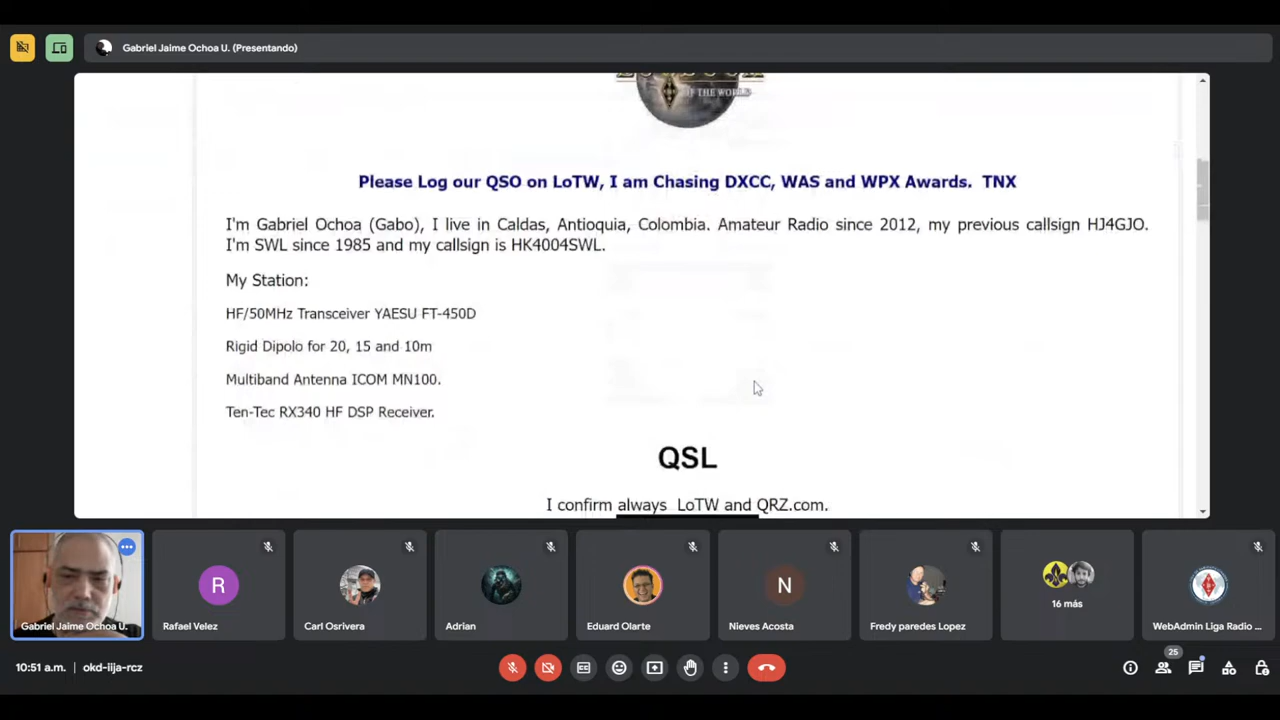 Gabriel Jaime Ochoa U. (Presentando)
OF THE WORLD
Please Log our QSO on LoTW, I am Chasing DXCC, WAS and WPX Awards. TNX
I'm Gabriel Ochoa (Gabo), I live in Caldas, Antioquia, Colombia. Amateur Radio since 2012, my previous callsign HJ4GJO.
I'm SWL since 1985 and my callsign is HK4004SWL.
My Station:
HF/50MHz Transceiver YAESU FT-450D
Rigid Dipolo for 20, 15 and 10m
Multiband Antenna ICOM MN100.
Ten-Tec RX340 HF DSP Receiver.
QSL
I confirm always LoTW and QRZ.com.
R
N
16 más
Gabriel Jaime Ochoa U.
Rafael Velez
Carl Osrivera
Adrian
Eduard Olarte
Nieves Acosta
Fredy paredes Lopez
WebAdmin Liga Radio ...
10:51 a.m. okd-iija-rcz
25